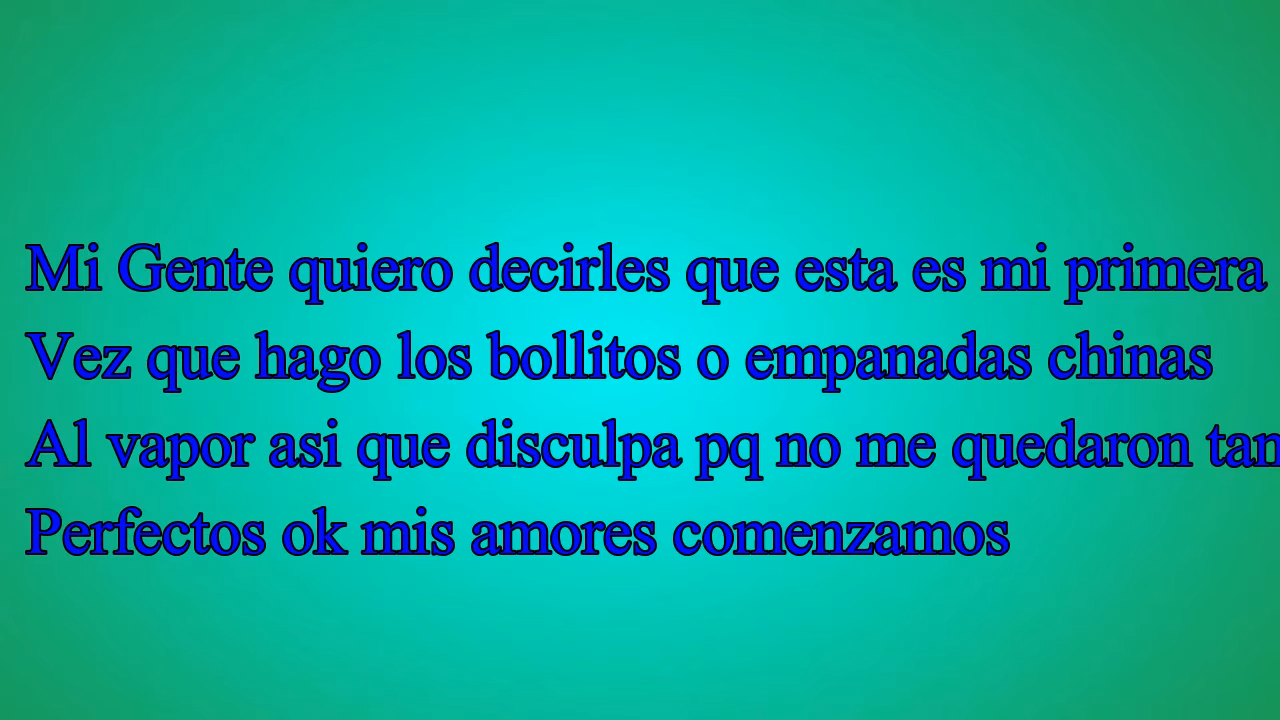 Mi Gente quiero decirles que esta es mi primera
Vez que hago los bollitos o empanadas chinas
Al vapor asi que disculpa pq no me quedaron tan
Perfectos ok mis amores comenzamos